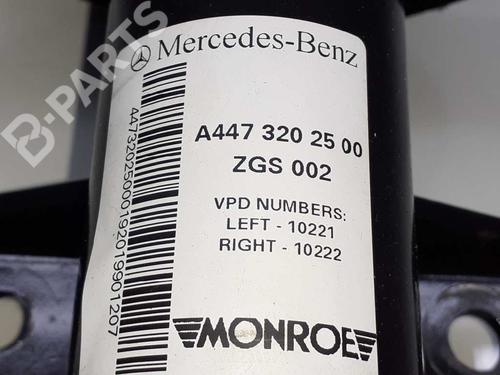 B-PARTS
Mercedes-Benz
A447 320 25 00
ZGS 002
VPD NUMBERS:
LEFT - 10221
RIGHT - 10222
MONROE
44732025000192019901207